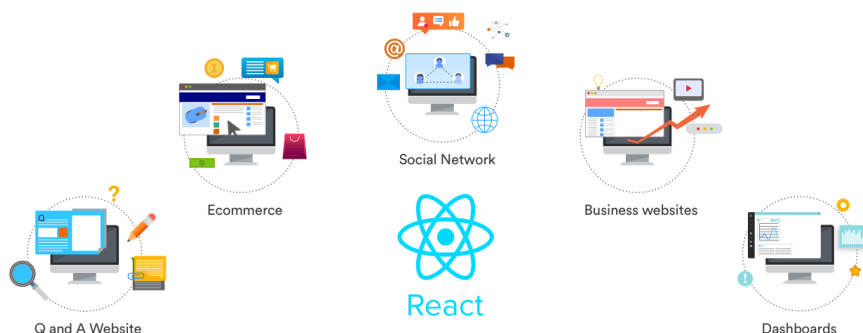 Social Network
Ecommerce
Business websites
React
Q and A Website
Dashboards